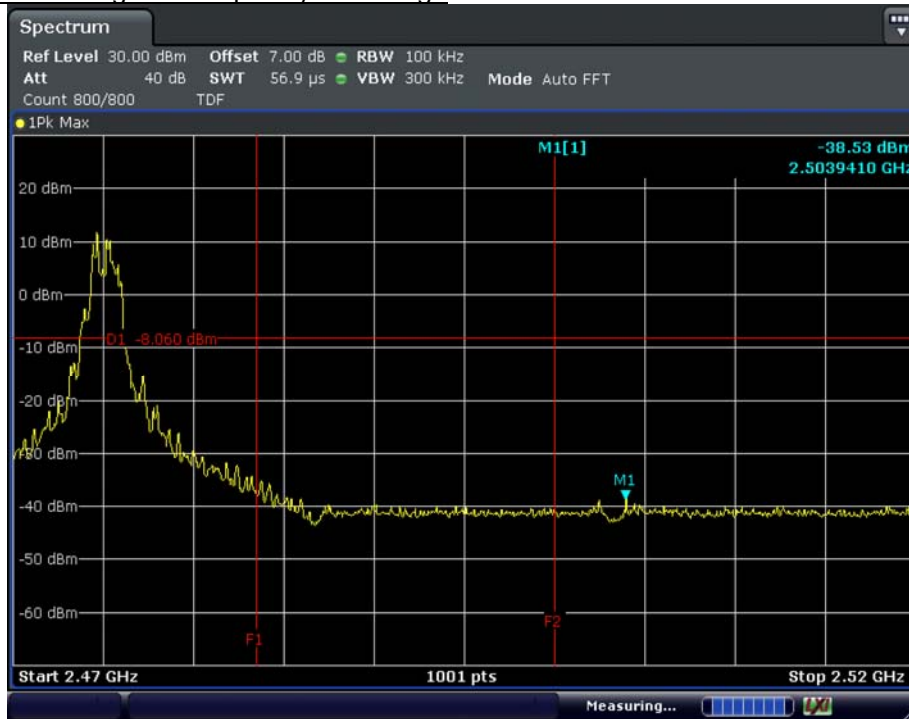 Spectrum
Ref Level 30.00 dBm Offset 7.00 dB RBW 100 kHz
Att 40 dB SWT 56.9 µs VBW 300 kHz Mode Auto FFT
Count 800/800 TDF
1Pk Max
M1[1] -38.53 dBm
2.5039410 GHz
20 dBm
10 dBm
0 dBm
D1 -8.060 dBm
-10 dBm
-20 dBm
-30 dBm
M1
-40 dBm
-50 dBm
-60 dBm
F2
F1
Start 2.47 GHz 1001 pts Stop 2.52 GHz
Measuring... LXI